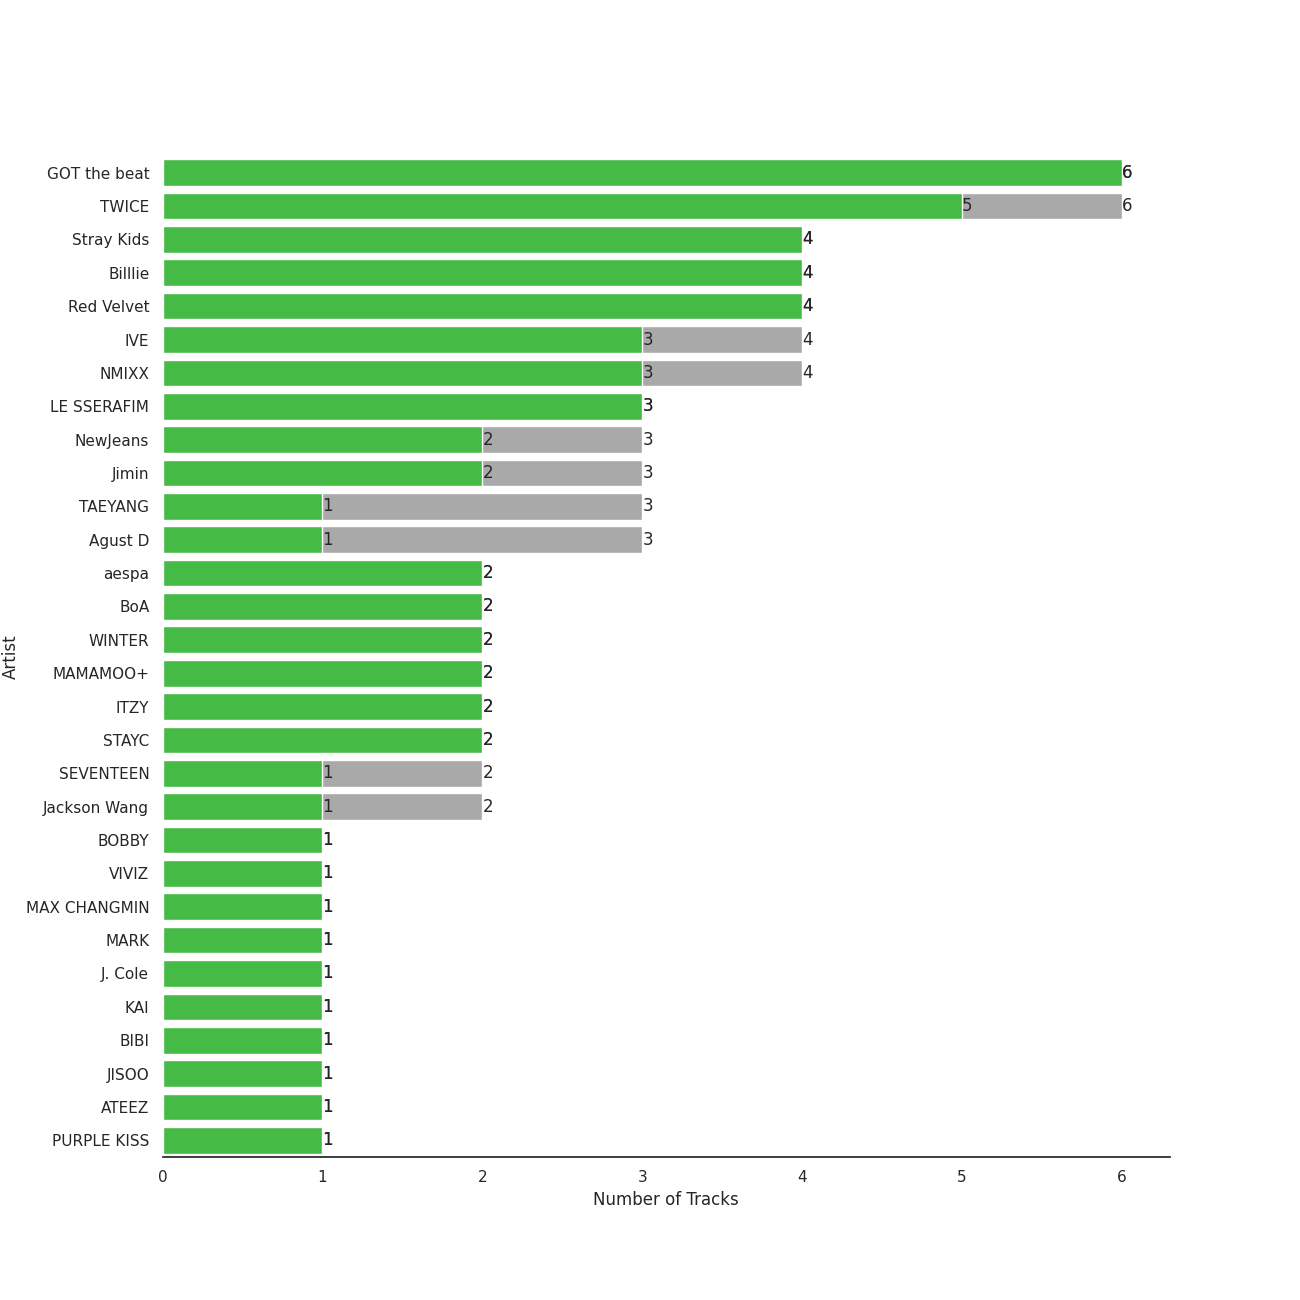 GOT the beat 6
TWICE 5 6
Stray Kids 4
Billlie 4
Red Velvet 4
IVE 3 4
NMIXX 3 4
LE SSERAFIM 3
NewJeans 2 3
Jimin 2 3
TAEYANG 1 3
Agust D 1 3
aespa 2
BoA 2
WINTER 2
MAMAMOO+ 2
ITZY 2
STAYC 2
SEVENTEEN 1 2
Jackson Wang 1 2
BOBBY 1
VIVIZ 1
MAX CHANGMIN 1
MARK 1
J. Cole 1
KAI 1
BIBI 1
JISOO 1
ATEEZ 1
PURPLE KISS 1
0 1 2 3 4 5 6
Number of Tracks
Artist